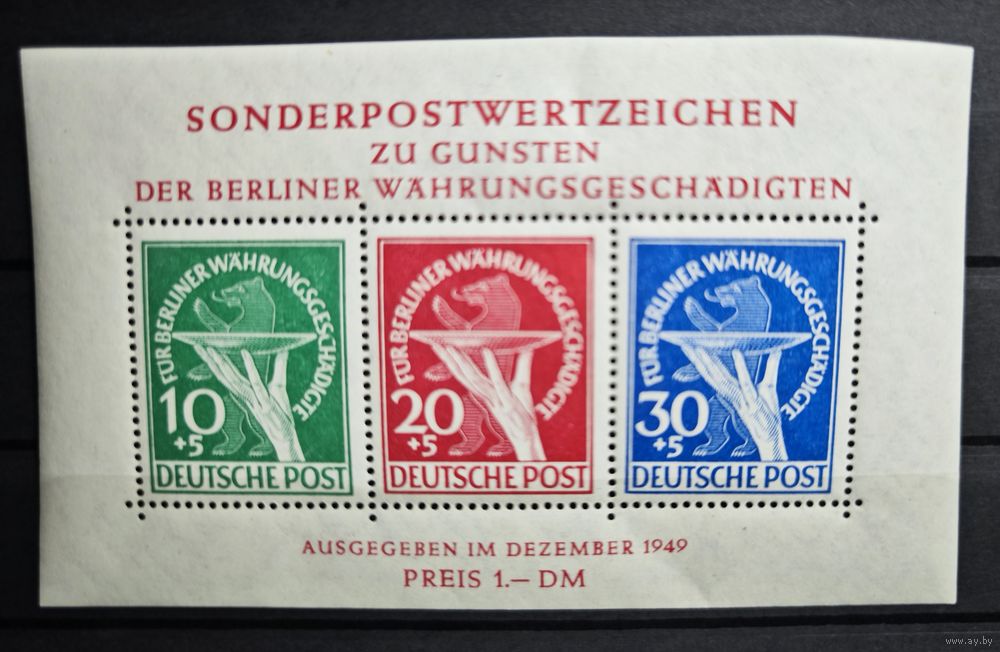 SONDERPOSTWERTZEICHEN
ZU GUNSTEN
DER BERLINER WÄHRUNGSGESCHÄDIGTEN
FÜR BERLINER WÄHRUNGSGESCHÄDIGTE
10
+5
DEUTSCHE POST
FÜR BERLINER WÄHRUNGSGESCHÄDIGTE
20
+5
DEUTSCHE POST
FÜR BERLINER WÄHRUNGSGESCHÄDIGTE
30
+5
DEUTSCHE POST
AUSGEGEBEN IM DEZEMBER 1949
PREIS 1.— DM
www.ay.by